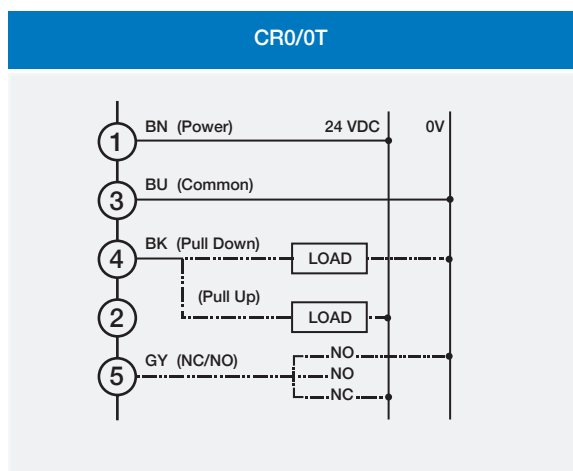 CR0/0T
1 BN (Power) 24 VDC 0V
3 BU (Common)
4 BK (Pull Down) LOAD
(Pull Up)
2 LOAD
NO
5 GY (NC/NO)
NO
NC